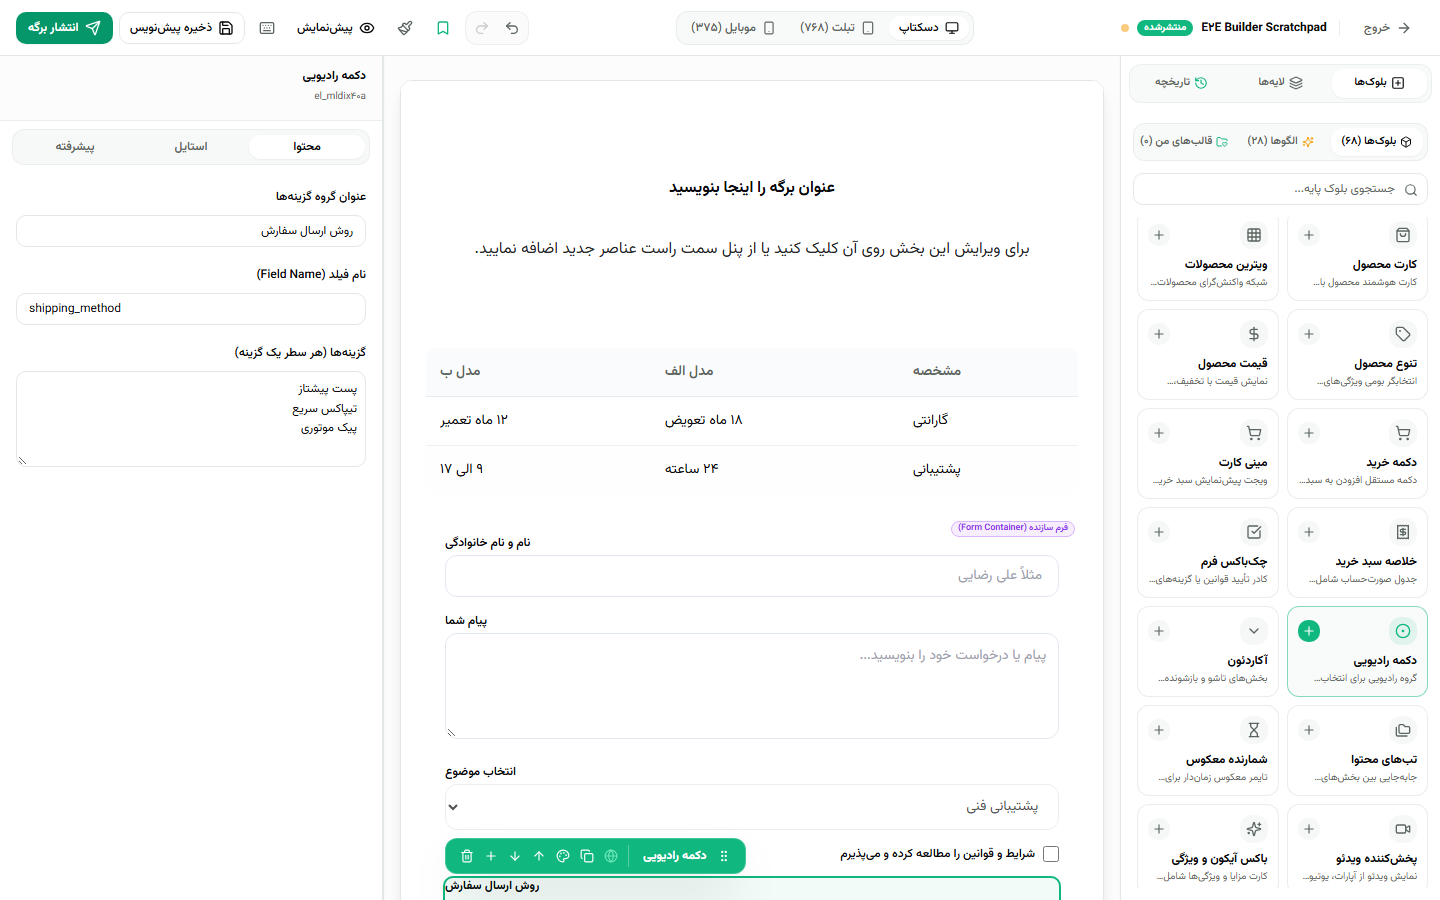 خروج
E2E Builder Scratchpad
منتشرشده
دسکتاپ
تبلت (۷۶۸)
موبایل (۳۷۵)
پیش‌نمایش
ذخیره پیش‌نویس
انتشار برگه
بلوک‌ها
لایه‌ها
تاریخچه
بلوک‌ها (۶۸)
الگوها (۲۸)
قالب‌های من (۰)
جستجوی بلوک پایه...
کارت محصول
کارت هوشمند محصول با...
ویترین محصولات
شبکه واکنش‌گرای محصولات...
تنوع محصول
انتخابگر بومی ویژگی‌های...
قیمت محصول
نمایش قیمت با تخفیف،...
دکمه خرید
دکمه مستقل افزودن به سبد...
مینی کارت
ویجت پیش‌نمایش سبد خرید...
خلاصه سبد خرید
جدول صورت‌حساب شامل...
چک‌باکس فرم
کادر تأیید قوانین یا گزینه‌های...
دکمه رادیویی
گروه رادیویی برای انتخاب...
آکاردئون
بخش‌های تاشو و بازشونده...
تب‌های محتوا
جابه‌جایی بین بخش‌های...
شمارنده معکوس
تایمر معکوس زمان‌دار برای...
پخش‌کننده ویدئو
نمایش ویدئو از آپارات، یوتیو...
باکس آیکون و ویژگی
کارت مزایا و ویژگی‌ها شامل...
عنوان برگه را اینجا بنویسید
برای ویرایش این بخش روی آن کلیک کنید یا از پنل سمت راست عناصر جدید اضافه نمایید.
مشخصه مدل الف مدل ب
گارانتی ۱۸ ماه تعویض ۱۲ ماه تعمیر
پشتیبانی ۲۴ ساعته ۹ الی ۱۷
فرم سازنده (Form Container)
نام و نام خانوادگی
مثلاً علی رضایی
پیام شما
پیام یا درخواست خود را بنویسید...
انتخاب موضوع
پشتیبانی فنی
شرایط و قوانین را مطالعه کرده و می‌پذیرم
دکمه رادیویی
روش ارسال سفارش
دکمه رادیویی
el_mldix۴۰a
محتوا
استایل
پیشرفته
عنوان گروه گزینه‌ها
روش ارسال سفارش
نام فیلد (Field Name)
shipping_method
گزینه‌ها (هر سطر یک گزینه)
پست پیشتاز
تیپاکس سریع
پیک موتوری